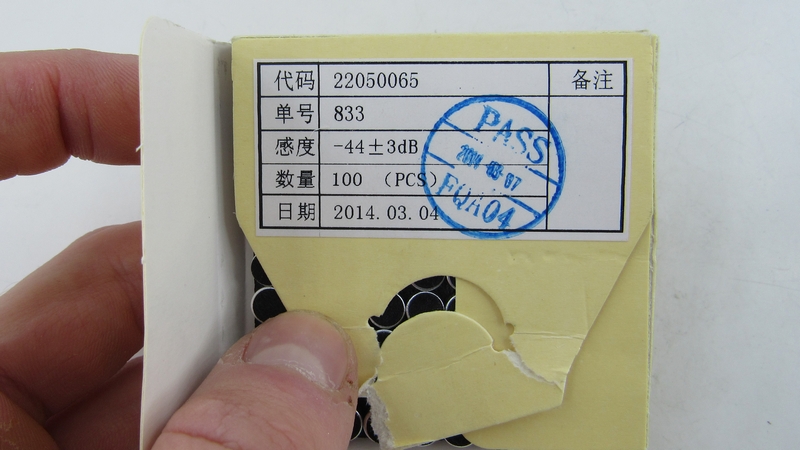 代码 22050065 备注
单号 833
感度 -44±3dB
数量 100 (PCS)
日期 2014.03.04
PASS
FQA04